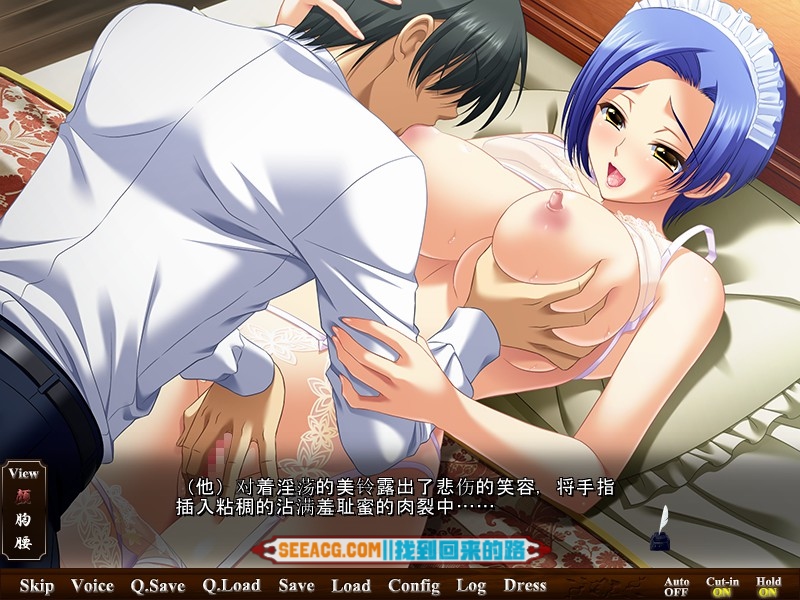 View
胸
腰
（他）对着淫荡的美铃露出了悲伤的笑容，将手指
插入粘稠的沾满羞耻蜜的肉裂中……
SEEACG.COM||找到回来的路
Skip Voice Q.Save Q.Load Save Load Config Log Dress
Auto OFF Cut-in ON Hold ON